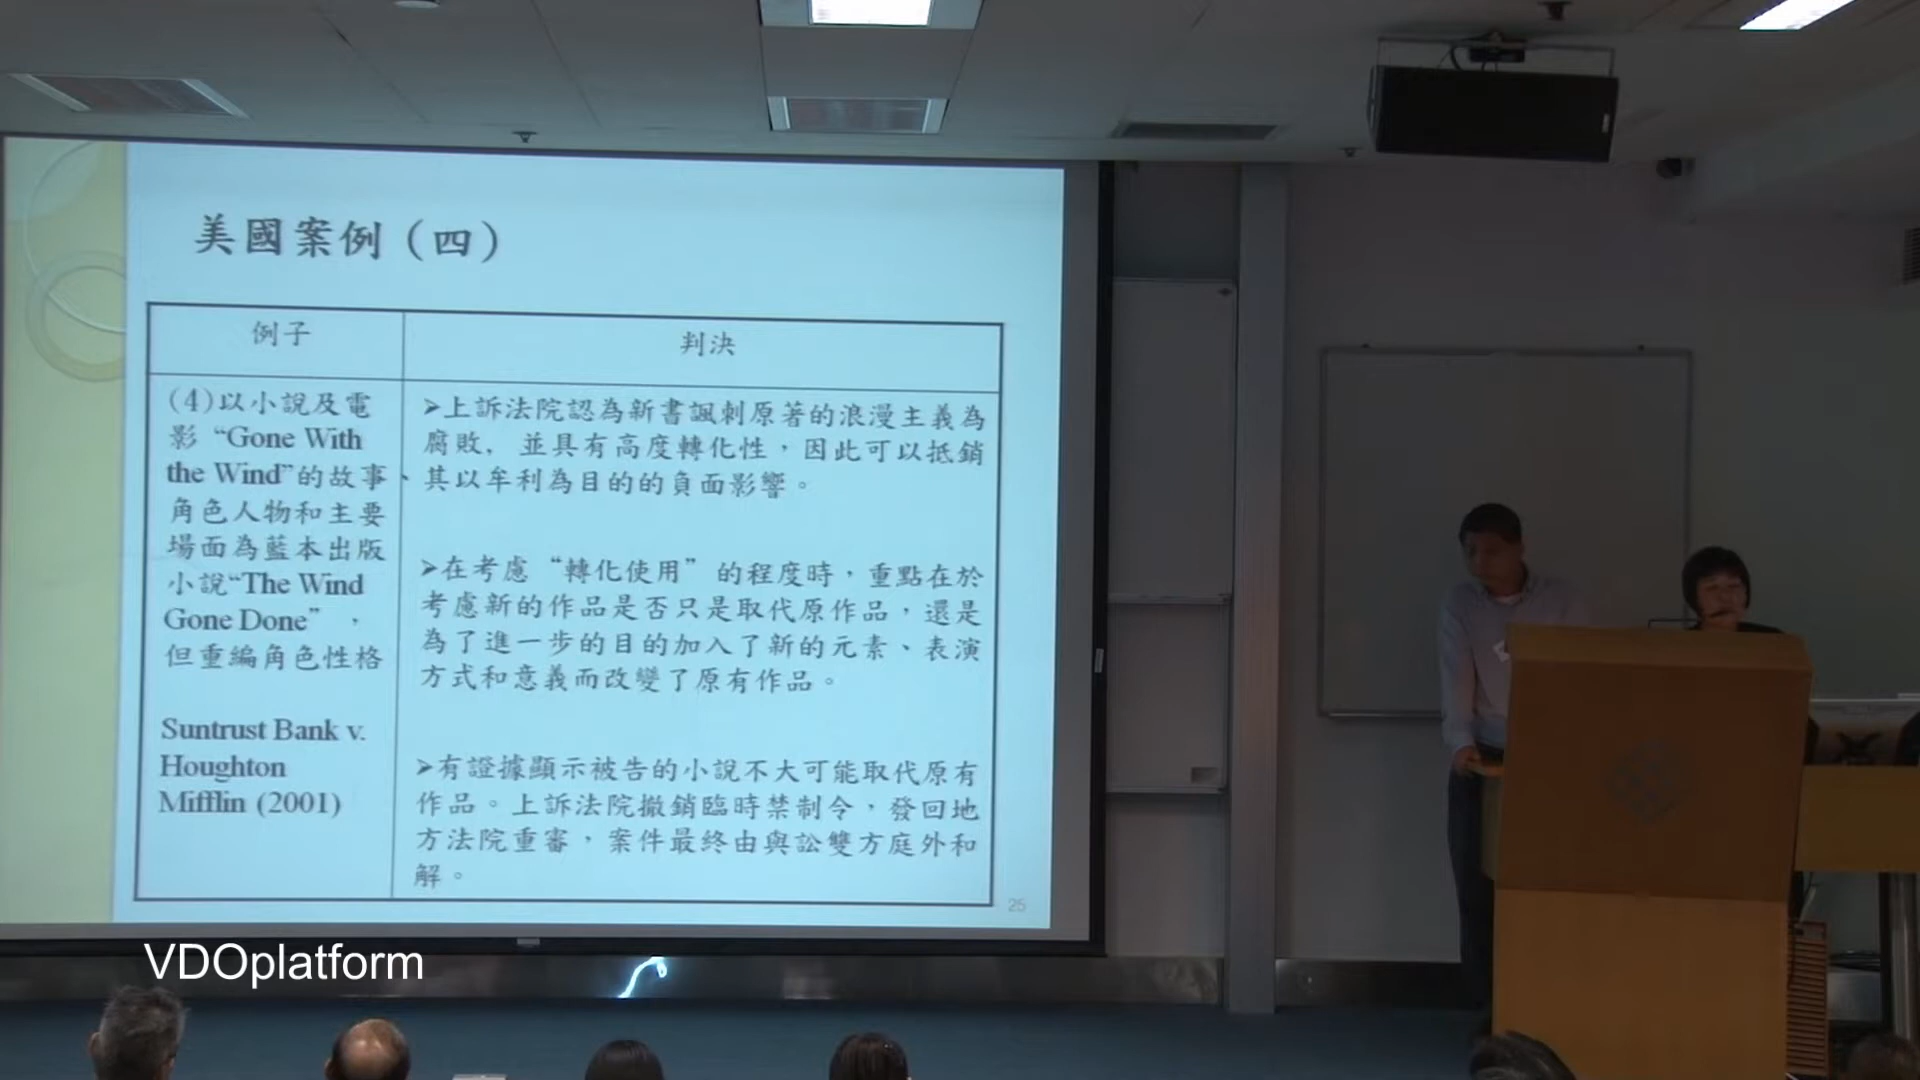 美國案例（四）
例子
判決
(4)以小說及電
影 “Gone With
the Wind”的故事、
角色人物和主要
場面為藍本出版
小說“The Wind
Gone Done”，
但重編角色性格
Suntrust Bank v.
Houghton
Mifflin (2001)
➢上訴法院認為新書諷刺原著的浪漫主義為
腐敗, 並具有高度轉化性，因此可以抵銷
其以牟利為目的的負面影響。
➢在考慮 “轉化使用” 的程度時，重點在於
考慮新的作品是否只是取代原作品，還是
為了進一步的目的加入了新的元素、表演
方式和意義而改變了原有作品。
➢有證據顯示被告的小說不大可能取代原有
作品。上訴法院撤銷臨時禁制令，發回地
方法院重審，案件最終由與訟雙方庭外和
解。
25
VDOplatform